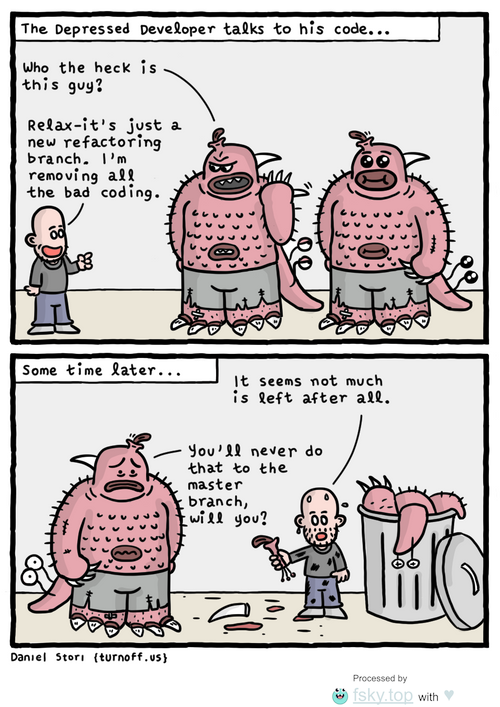 The Depressed Developer talks to his code...
Who the heck is
this guy?
Relax-it's just a
new refactoring
branch. I'm
removing all
the bad coding.
Some time later...
It seems not much
is left after all.
You'll never do
that to the
master
branch,
will you?
Daniel Stori {turnoff.us}
Processed by
fsky.top with ♥